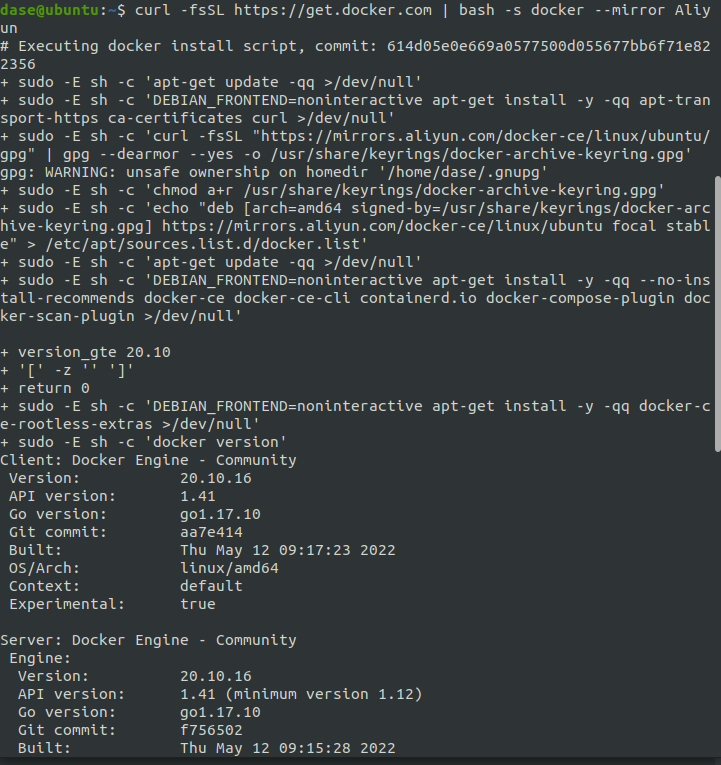 dase@ubuntu:~$ curl -fsSL https://get.docker.com | bash -s docker --mirror Aliy
un
# Executing docker install script, commit: 614d05e0e669a0577500d055677bb6f71e82
2356
+ sudo -E sh -c 'apt-get update -qq >/dev/null'
+ sudo -E sh -c 'DEBIAN_FRONTEND=noninteractive apt-get install -y -qq apt-tran
sport-https ca-certificates curl >/dev/null'
+ sudo -E sh -c 'curl -fsSL "https://mirrors.aliyun.com/docker-ce/linux/ubuntu/
gpg" | gpg --dearmor --yes -o /usr/share/keyrings/docker-archive-keyring.gpg'
gpg: WARNING: unsafe ownership on homedir '/home/dase/.gnupg'
+ sudo -E sh -c 'chmod a+r /usr/share/keyrings/docker-archive-keyring.gpg'
+ sudo -E sh -c 'echo "deb [arch=amd64 signed-by=/usr/share/keyrings/docker-arc
hive-keyring.gpg] https://mirrors.aliyun.com/docker-ce/linux/ubuntu focal stabl
e" > /etc/apt/sources.list.d/docker.list'
+ sudo -E sh -c 'apt-get update -qq >/dev/null'
+ sudo -E sh -c 'DEBIAN_FRONTEND=noninteractive apt-get install -y -qq --no-ins
tall-recommends docker-ce docker-ce-cli containerd.io docker-compose-plugin doc
ker-scan-plugin >/dev/null'

+ version_gte 20.10
+ '[' -z '' ']'
+ return 0
+ sudo -E sh -c 'DEBIAN_FRONTEND=noninteractive apt-get install -y -qq docker-c
e-rootless-extras >/dev/null'
+ sudo -E sh -c 'docker version'
Client: Docker Engine - Community
 Version:           20.10.16
 API version:       1.41
 Go version:        go1.17.10
 Git commit:        aa7e414
 Built:             Thu May 12 09:17:23 2022
 OS/Arch:           linux/amd64
 Context:           default
 Experimental:      true

Server: Docker Engine - Community
 Engine:
  Version:          20.10.16
  API version:      1.41 (minimum version 1.12)
  Go version:       go1.17.10
  Git commit:       f756502
  Built:            Thu May 12 09:15:28 2022